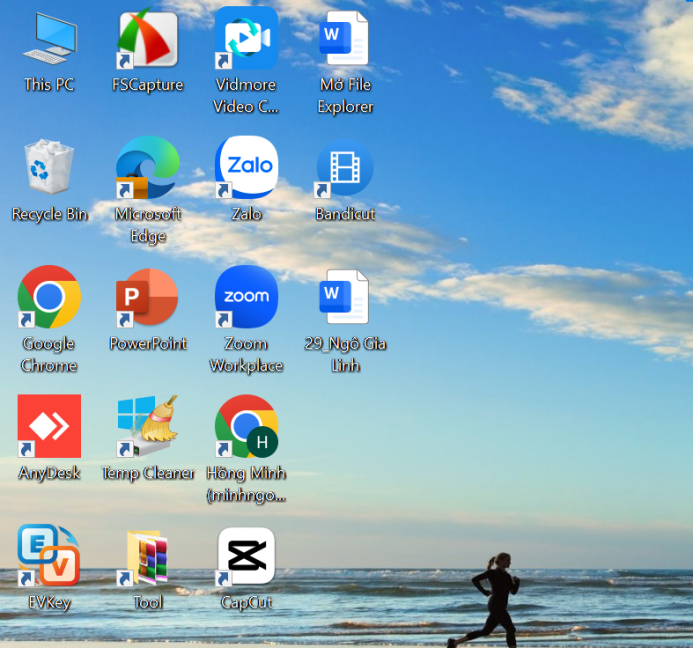 This PC
FSCapture
Vidmore
Video C...
W
Mở File
Explorer
Recycle Bin
Microsoft
Edge
Zalo
Zalo
Bandicut
Google
Chrome
P
PowerPoint
zoom
Zoom
Workplace
W
29_Ngô Gia
Linh
AnyDesk
Temp Cleaner
H
Hồng Minh
(minhngo...
E
V
EVKey
Tool
CapCut